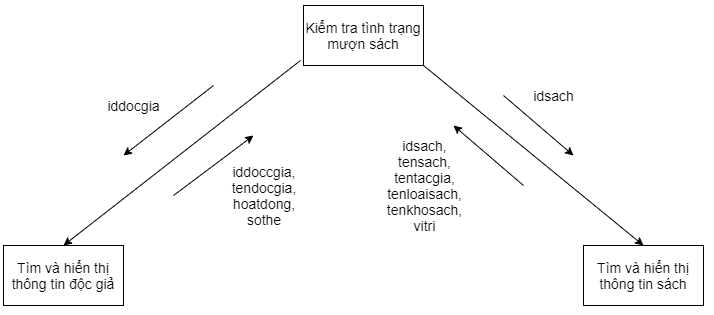 Kiểm tra tình trạng
mượn sách
iddocgia
idsach
iddoccgia,
tendocgia,
hoatdong,
sothe
idsach,
tensach,
tentacgia,
tenloaisach,
tenkhosach,
vitri
Tìm và hiển thị
thông tin độc giả
Tìm và hiển thị
thông tin sách